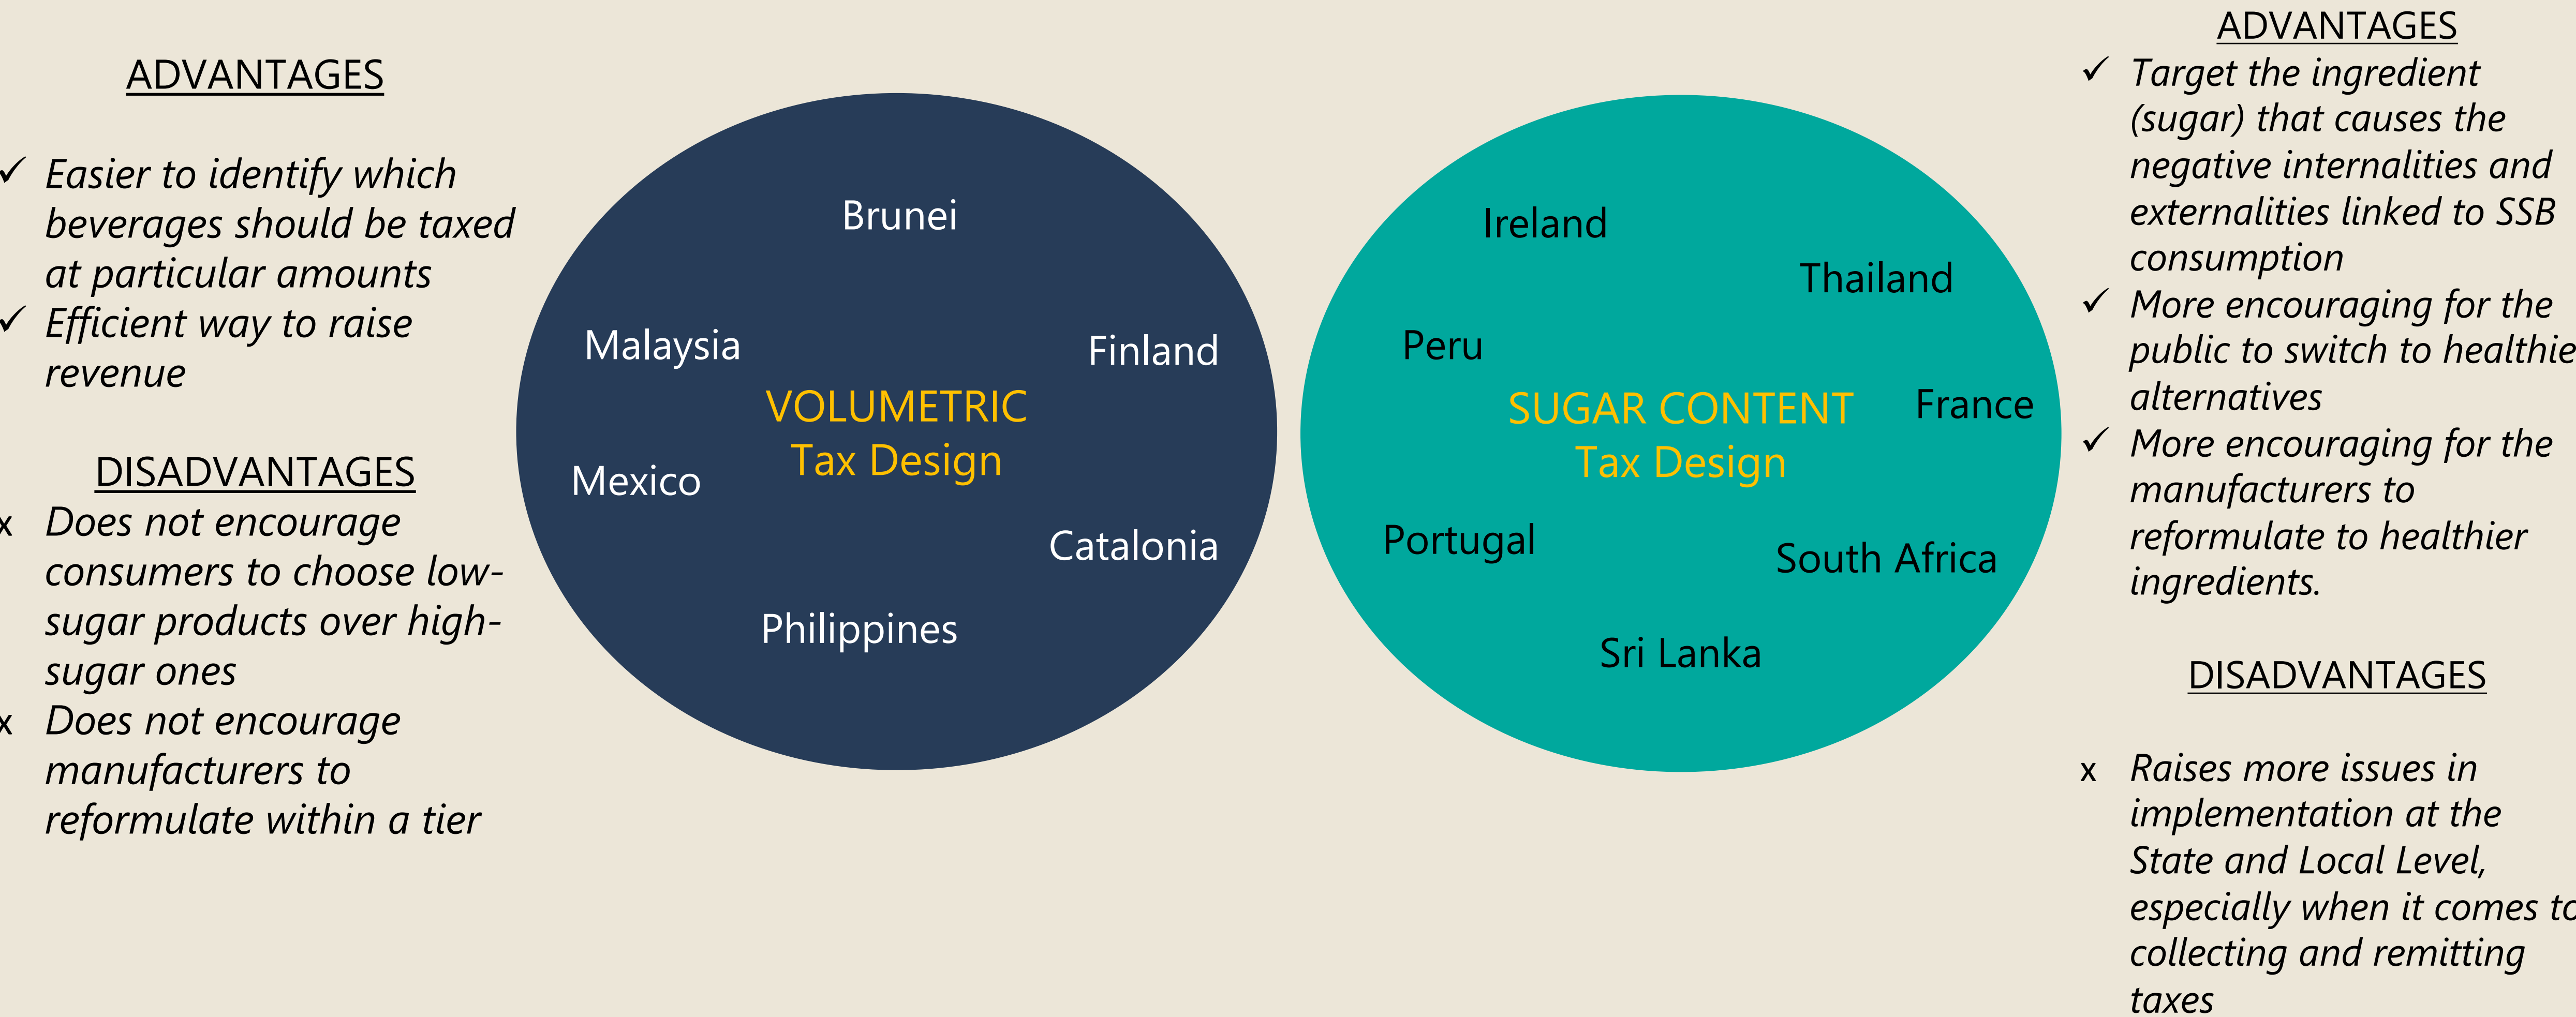 ADVANTAGES
✓ Easier to identify which
beverages should be taxed
at particular amounts
✓ Efficient way to raise
revenue
DISADVANTAGES
x Does not encourage
consumers to choose low-
sugar products over high-
sugar ones
x Does not encourage
manufacturers to
reformulate within a tier
Brunei
Malaysia
Finland
VOLUMETRIC
Tax Design
Mexico
Catalonia
Philippines
Ireland
Thailand
Peru
France
SUGAR CONTENT
Tax Design
Portugal
South Africa
Sri Lanka
ADVANTAGES
✓ Target the ingredient
(sugar) that causes the
negative internalities and
externalities linked to SSB
consumption
✓ More encouraging for the
public to switch to healthie
alternatives
✓ More encouraging for the
manufacturers to
reformulate to healthier
ingredients.
DISADVANTAGES
x Raises more issues in
implementation at the
State and Local Level,
especially when it comes to
collecting and remitting
taxes